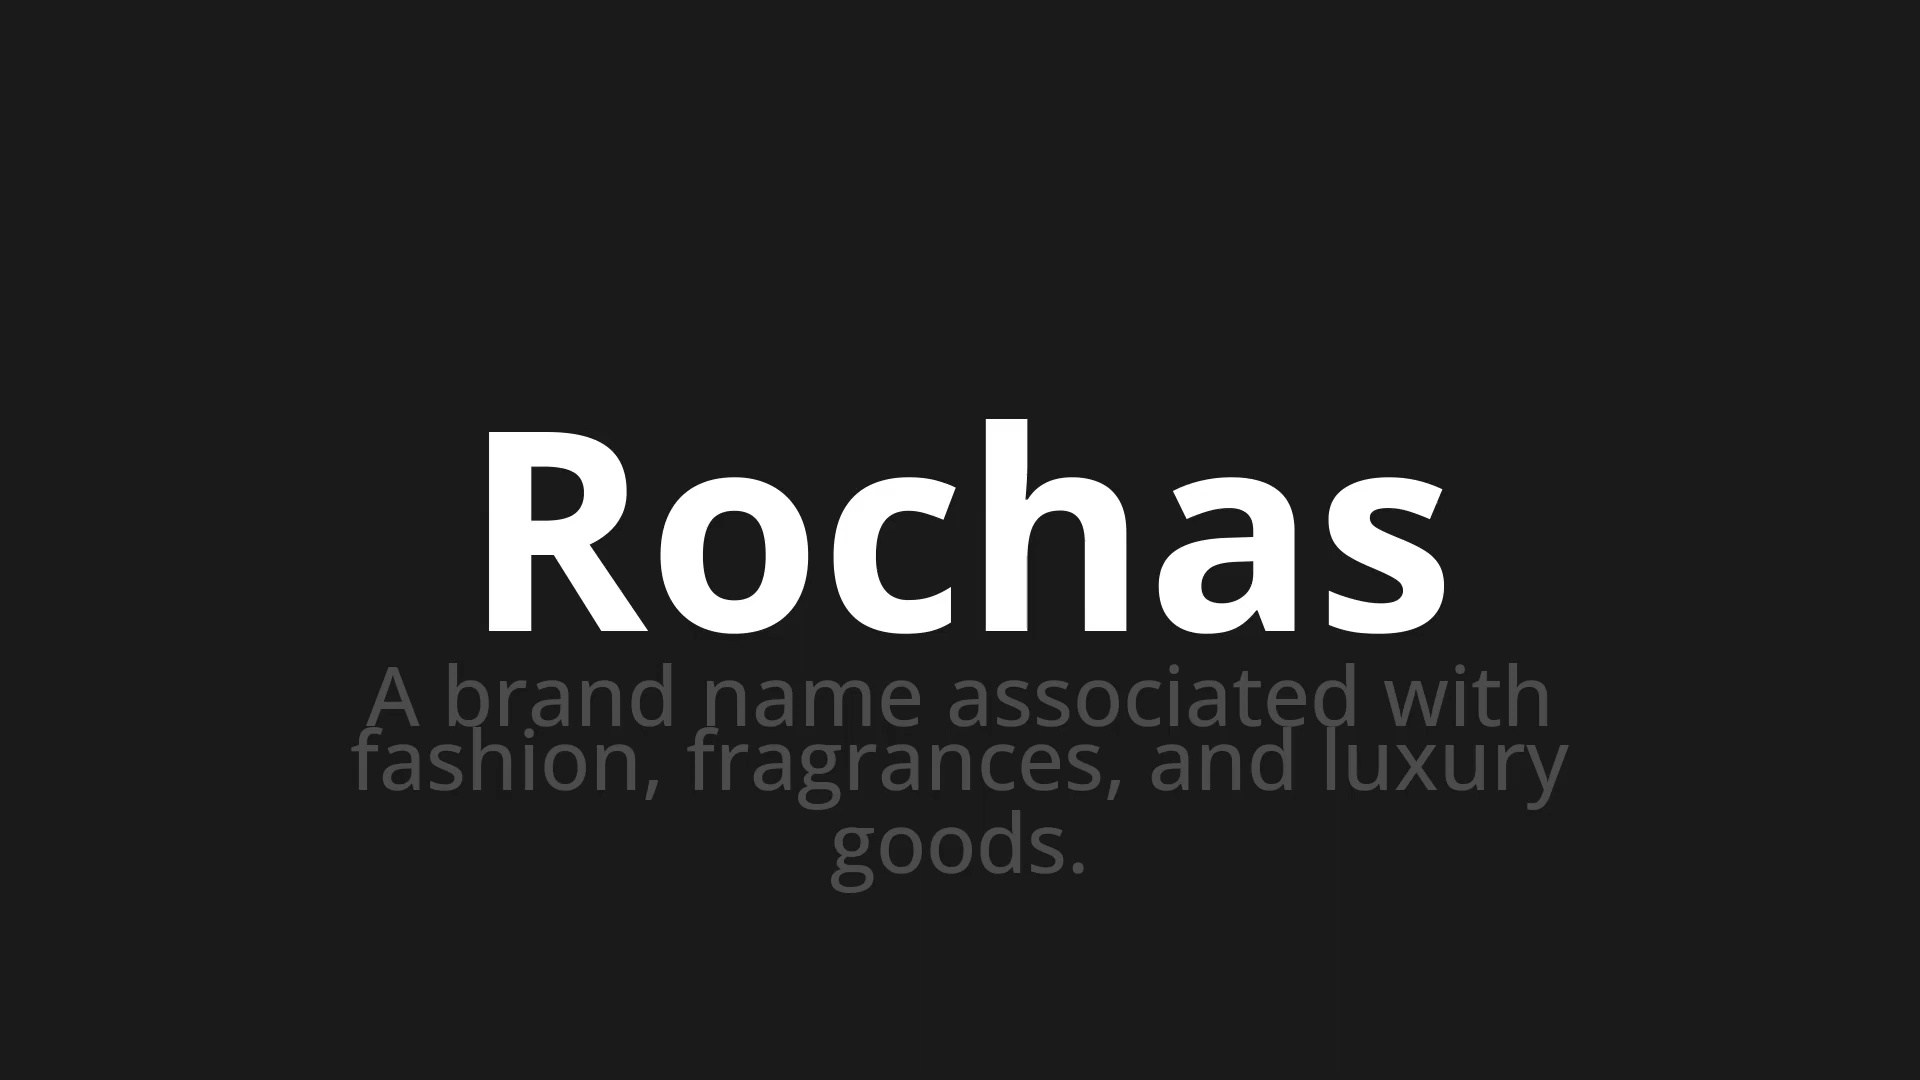 Rochas
A brand name associated with
fashion, fragrances, and luxury
goods.